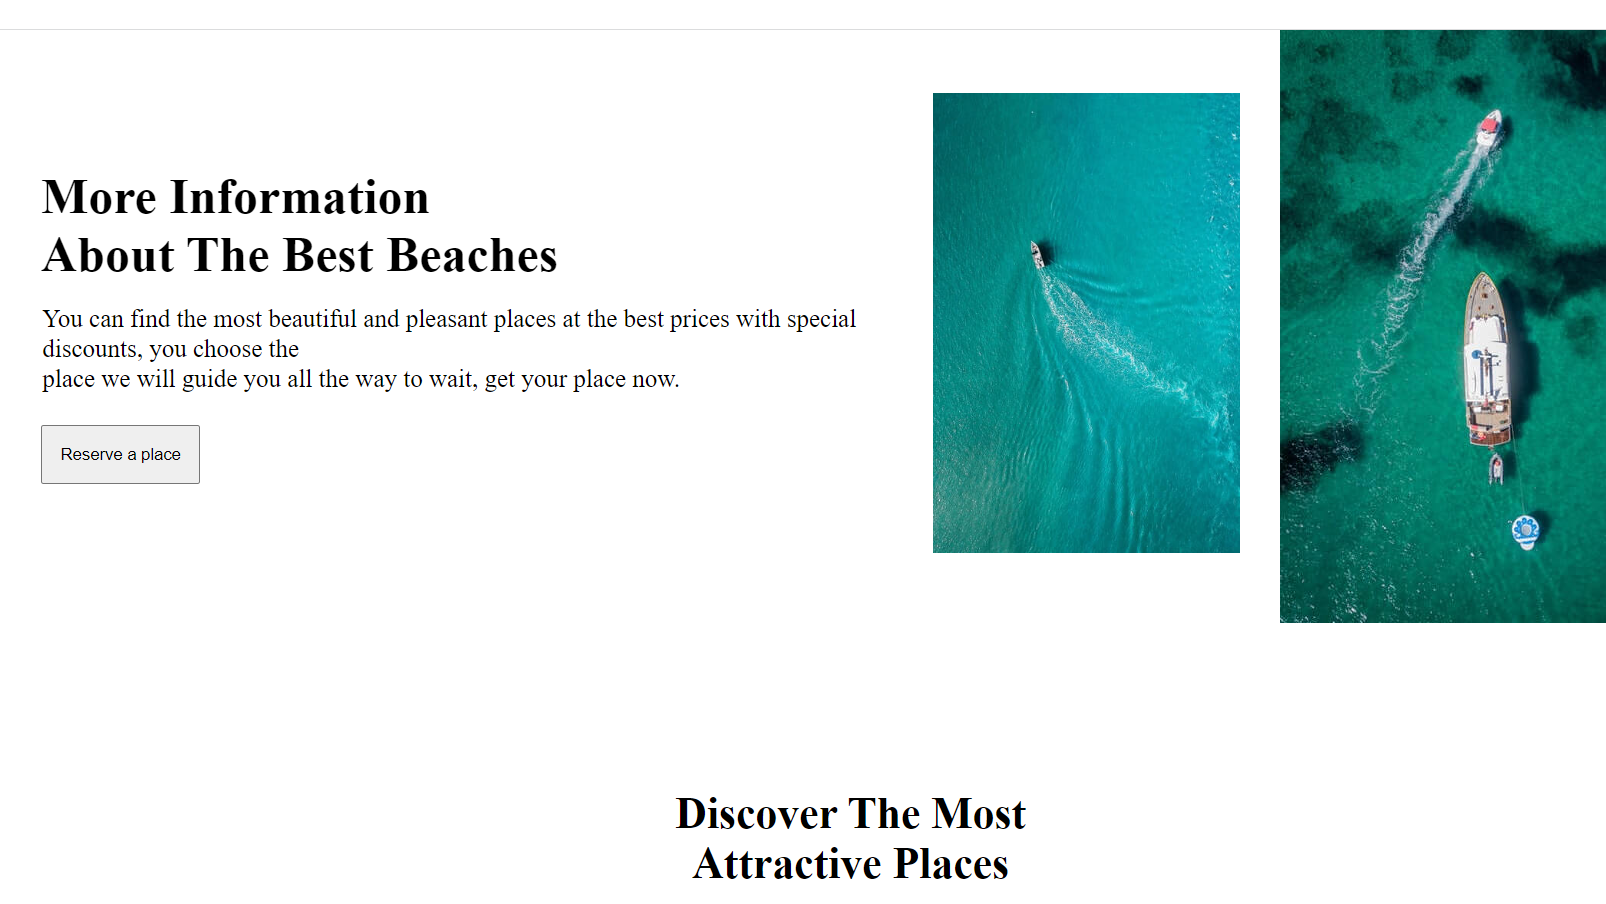 More Information
About The Best Beaches
You can find the most beautiful and pleasant places at the best prices with special
discounts, you choose the
place we will guide you all the way to wait, get your place now.
Reserve a place
Discover The Most
Attractive Places